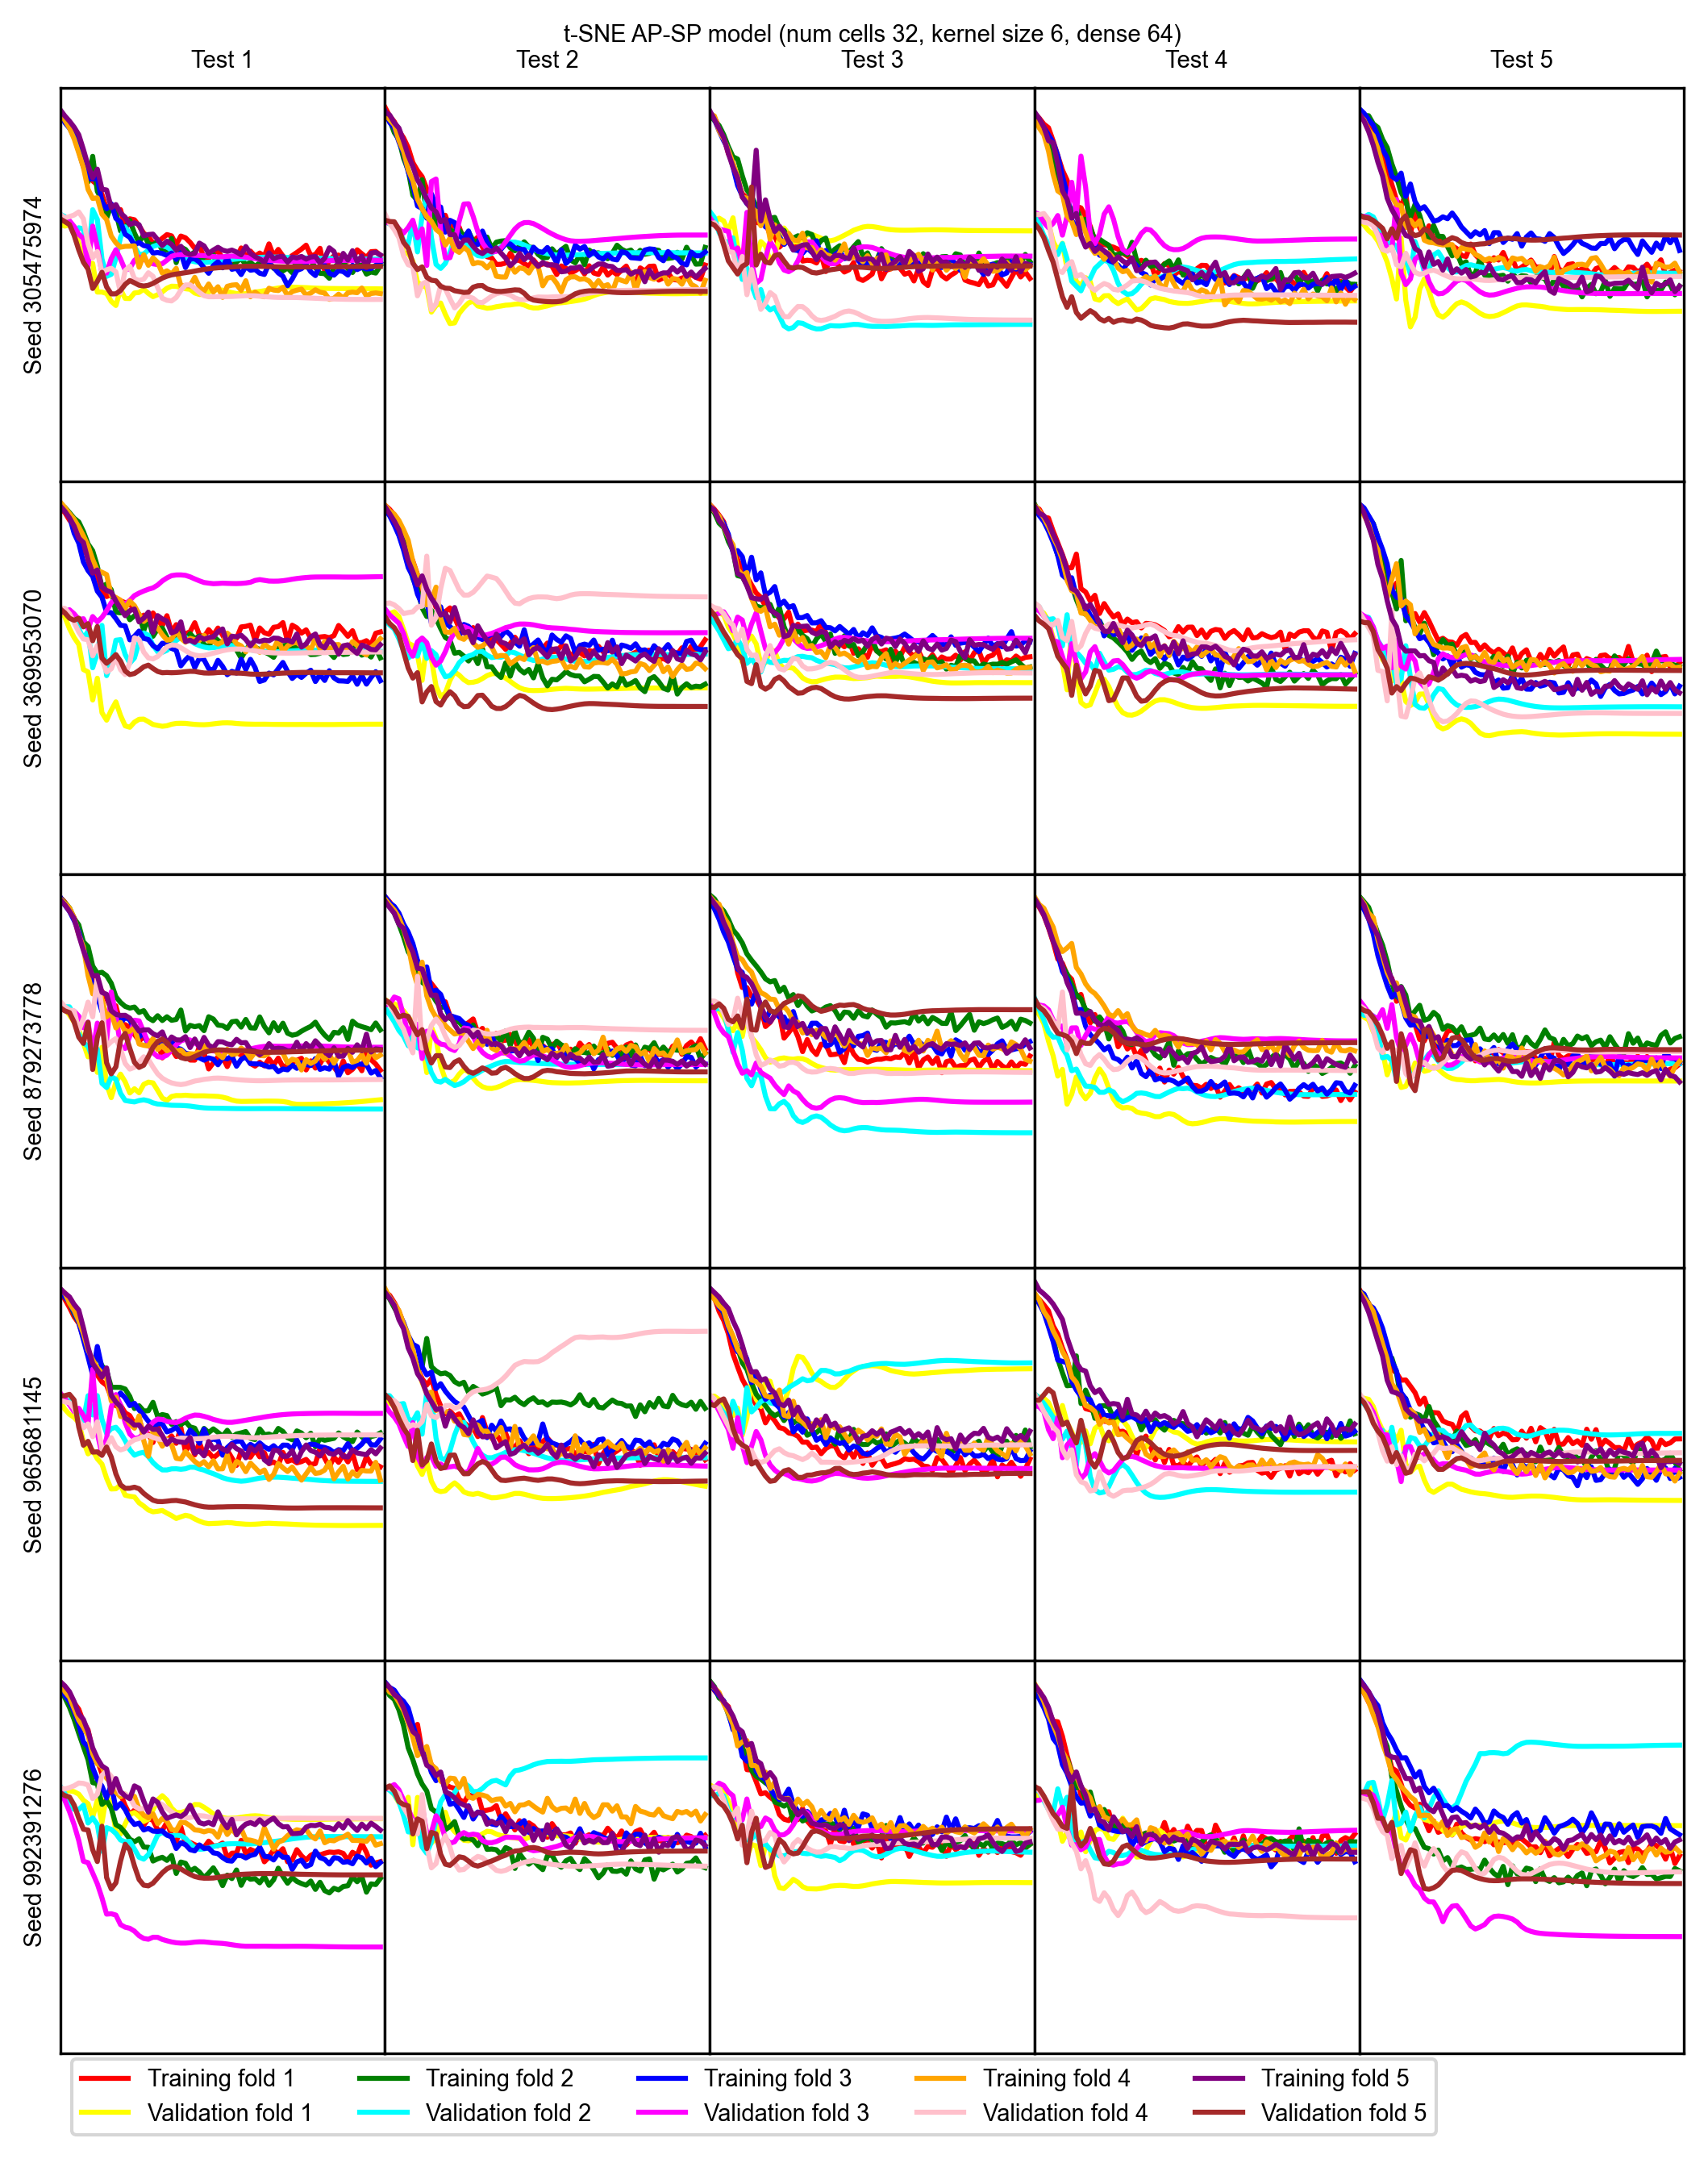 t-SNE AP-SP model (num cells 32, kernel size 6, dense 64)
Test 1 Test 2 Test 3 Test 4 Test 5
Seed 305475974
Seed 369953070
Seed 879273778
Seed 965681145
Seed 992391276
Training fold 1 Training fold 2 Training fold 3 Training fold 4 Training fold 5
Validation fold 1 Validation fold 2 Validation fold 3 Validation fold 4 Validation fold 5